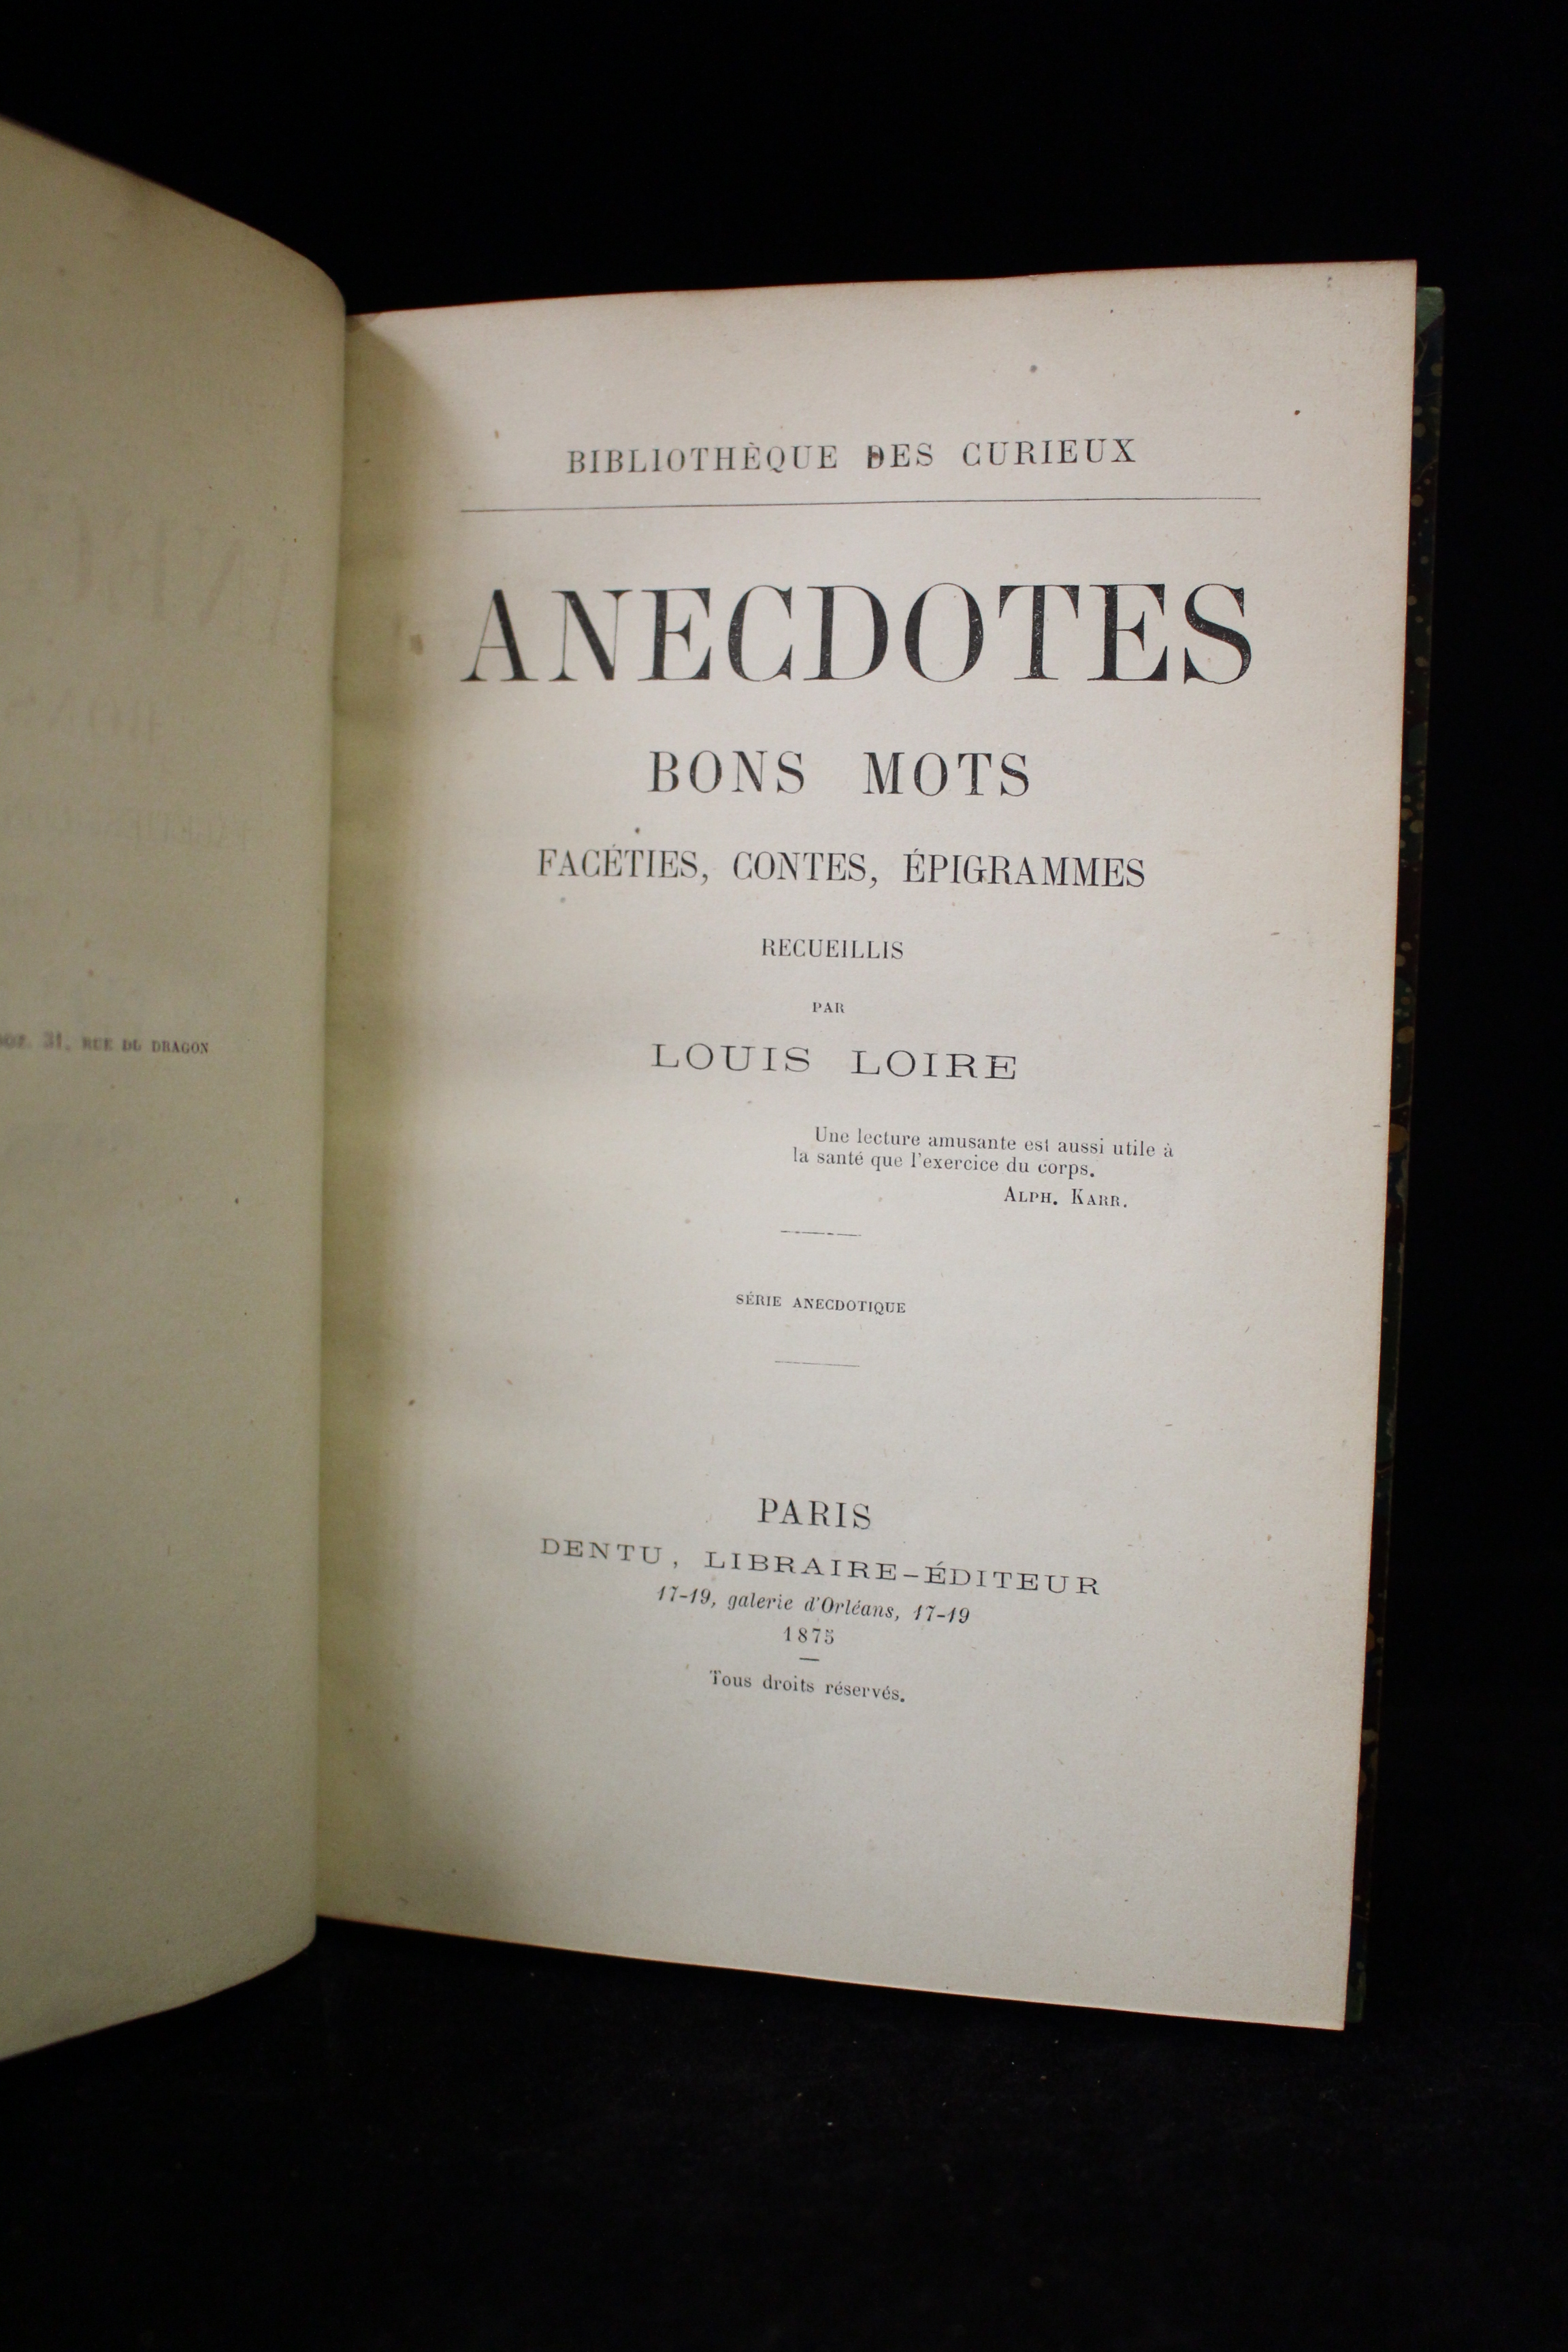 31, RUE DU DRAGON
BIBLIOTHÈQUE DES CURIEUX
ANECDOTES
BONS MOTS
FACÉTIES, CONTES, ÉPIGRAMMES
RECUEILLIS
PAR
LOUIS LOIRE
Une lecture amusante est aussi utile à
la santé que l'exercice du corps.
ALPH. KARR.
SÉRIE ANECDOTIQUE
PARIS
DENTU, LIBRAIRE-ÉDITEUR
17-19, galerie d'Orléans, 17-19
1875
Tous droits réservés.